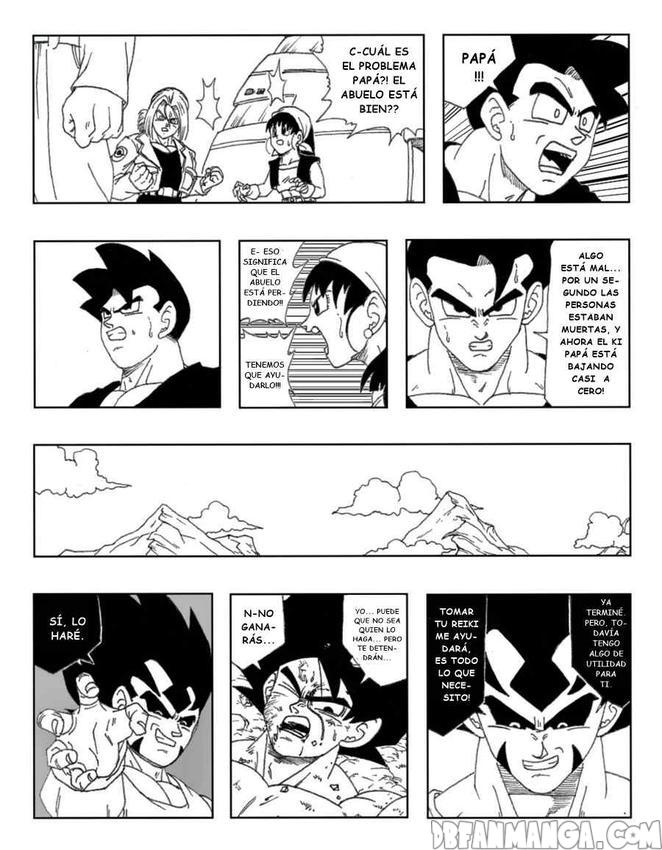 PAPÁ
!!!
C-CUÁL ES
EL PROBLEMA
PAPÁ?! EL
ABUELO ESTÁ
BIEN??
ALGO
ESTÁ MAL...
POR UN SE-
GUNDO LAS
PERSONAS
ESTABAN
MUERTAS, Y
AHORA EL KI
PAPÁ ESTÁ
BAJANDO
CASI A
CERO!
E- ESO
SIGNIFICA
QUE EL
ABUELO
ESTÁ PER-
DIENDO!!
TENEMOS
QUE AYU-
DARLO!!!
YA
TERMINÉ.
PERO, TO-
DAVÍA
TENGO
ALGO DE
UTILIDAD
PARA
TI.
TOMAR
TU REIKI
ME AYU-
DARÁ,
ES TODO
LO QUE
NECE-
SITO!
YO... PUEDE
QUE NO SEA
QUIEN LO
HAGA... PERO
TE DETEN-
DRÁN...
N-NO
GANA-
RÁS...
SÍ, LO
HARÉ.
DBFANMANGA.COM